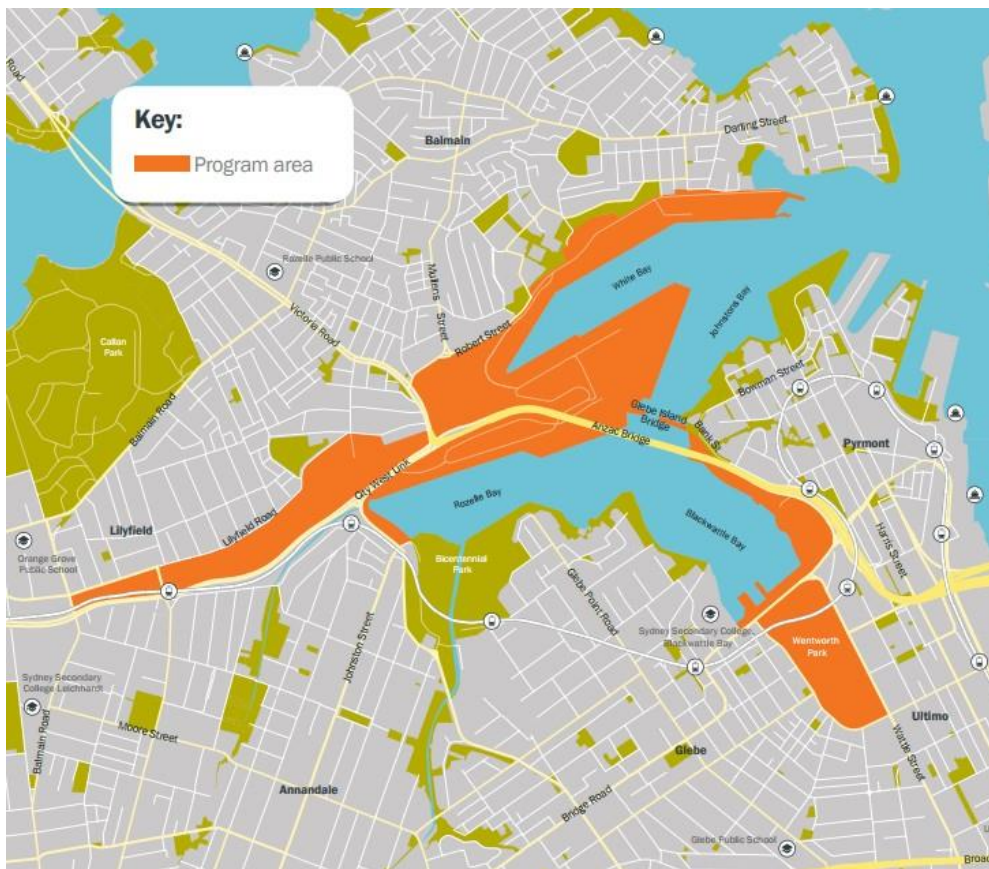 Road
Key:
Program area
Balmain
Darling Street
Rozelle Public School
Mullens
Street
White Bay
Johnstons Bay
Victoria Road
Robert Street
Callan
Park
Balmain Road
Bowman Street
Glebe Island
Bridge
Bank St
Anzac Bridge
Pyrmont
City West Link
Rozelle Bay
Blackwattle Bay
Lilyfield
Lilyfield Road
Harris Street
Orange Grove
Public School
Bicentennial
Park
Glebe Point Road
Johnston Street
Sydney Secondary College,
Blackwattle Bay
Wentworth
Park
Sydney Secondary
College Leichhardt
Balmain Road
Moore Street
Ultimo
Wattle Street
Glebe
Annandale
Bridge Road
Glebe Public School
Broad